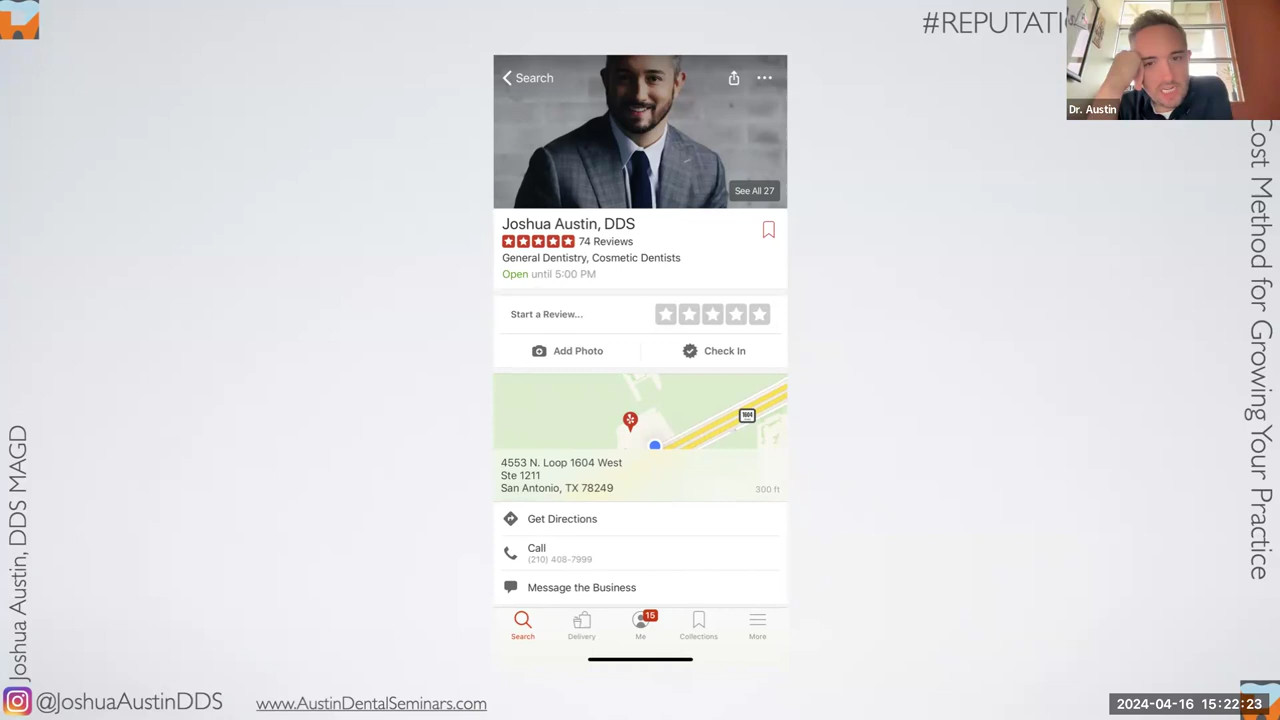 #REPUTATI
Dr. Austin
Search
See All 27
Joshua Austin, DDS
74 Reviews
General Dentistry, Cosmetic Dentists
Open until 5:00 PM
Start a Review...
Add Photo
Check In
1604
4553 N. Loop 1604 West
Ste 1211
San Antonio, TX 78249
300 ft
Get Directions
Call
(210) 408-7999
Message the Business
15
Search
Delivery
Me
Collections
More
Cost Method for Growing Your Practice
Joshua Austin, DDS MAGD
@JoshuaAustinDDS
www.AustinDentalSeminars.com
2024-04-16 15:22:23